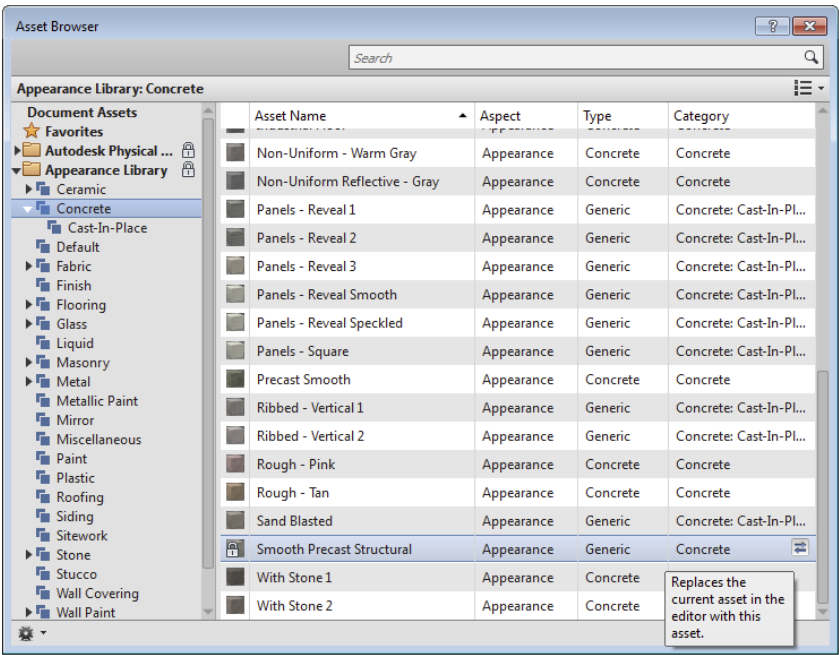 Asset Browser
Search
Appearance Library: Concrete
Document Assets
Favorites
Autodesk Physical ...
Appearance Library
Ceramic
Concrete
Cast-In-Place
Default
Fabric
Finish
Flooring
Glass
Liquid
Masonry
Metal
Metallic Paint
Mirror
Miscellaneous
Paint
Plastic
Roofing
Siding
Sitework
Stone
Stucco
Wall Covering
Wall Paint
Asset Name Aspect Type Category
Non-Uniform - Warm Gray Appearance Concrete Concrete
Non-Uniform Reflective - Gray Appearance Concrete Concrete
Panels - Reveal 1 Appearance Generic Concrete: Cast-In-Pl...
Panels - Reveal 2 Appearance Generic Concrete: Cast-In-Pl...
Panels - Reveal 3 Appearance Generic Concrete: Cast-In-Pl...
Panels - Reveal Smooth Appearance Generic Concrete: Cast-In-Pl...
Panels - Reveal Speckled Appearance Generic Concrete: Cast-In-Pl...
Panels - Square Appearance Generic Concrete: Cast-In-Pl...
Precast Smooth Appearance Concrete Concrete
Ribbed - Vertical 1 Appearance Generic Concrete: Cast-In-Pl...
Ribbed - Vertical 2 Appearance Generic Concrete: Cast-In-Pl...
Rough - Pink Appearance Concrete Concrete
Rough - Tan Appearance Concrete Concrete
Sand Blasted Appearance Generic Concrete: Cast-In-Pl...
Smooth Precast Structural Appearance Generic Concrete
With Stone 1 Appearance Concrete
With Stone 2 Appearance Concrete
Replaces the
current asset in the
editor with this
asset.